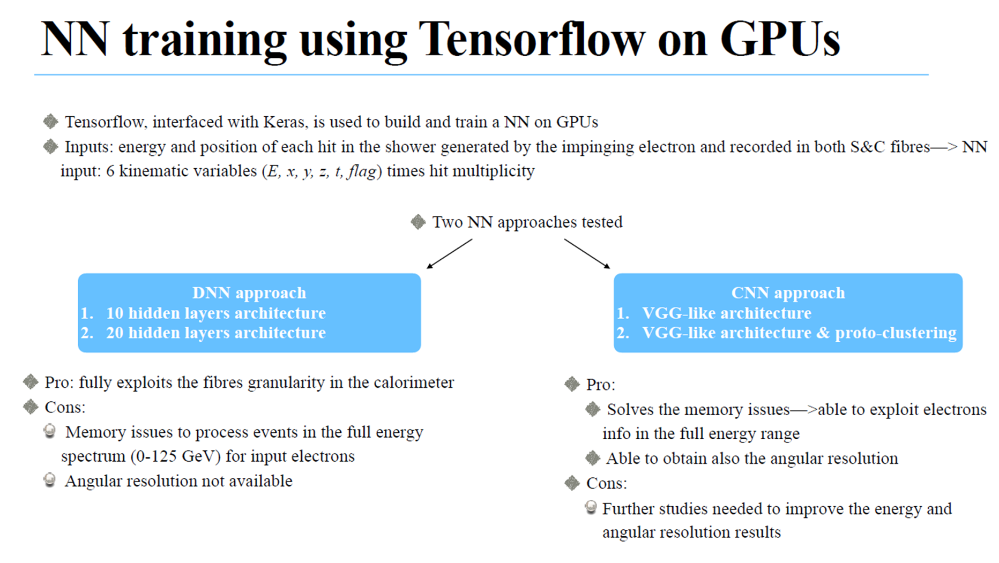 NN training using Tensorflow on GPUs
Tensorflow, interfaced with Keras, is used to build and train a NN on GPUs
Inputs: energy and position of each hit in the shower generated by the impinging electron and recorded in both S&C fibres—> NN
input: 6 kinematic variables (E, x, y, z, t, flag) times hit multiplicity
Two NN approaches tested
DNN approach
1. 10 hidden layers architecture
2. 20 hidden layers architecture
Pro: fully exploits the fibres granularity in the calorimeter
Cons:
Memory issues to process events in the full energy
spectrum (0-125 GeV) for input electrons
Angular resolution not available
CNN approach
1. VGG-like architecture
2. VGG-like architecture & proto-clustering
Pro:
Solves the memory issues—>able to exploit electrons
info in the full energy range
Able to obtain also the angular resolution
Cons:
Further studies needed to improve the energy and
angular resolution results